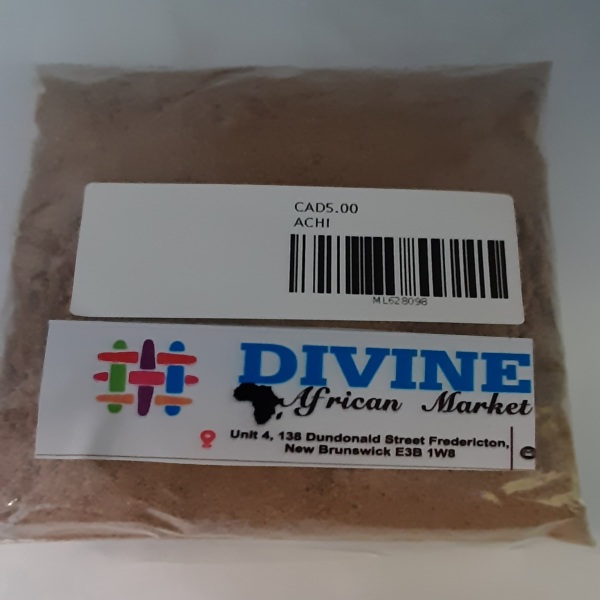 CAD5.00
ACHI
ML628098
DIVINE
African Market
Unit 4, 138 Dundonald Street Fredericton,
New Brunswick E3B 1W8